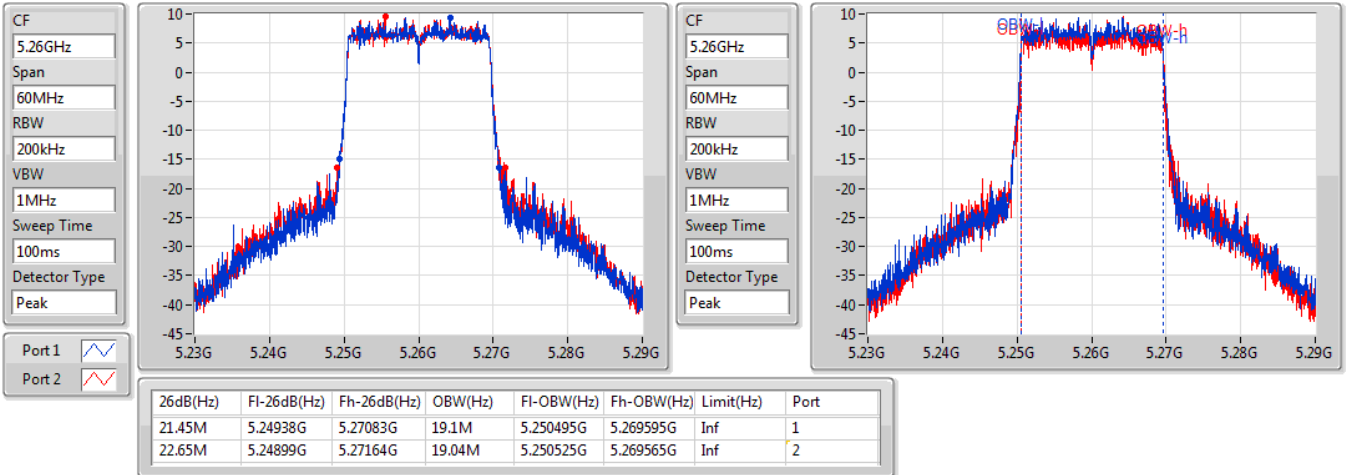 CF
5.26GHz
Span
60MHz
RBW
200kHz
VBW
1MHz
Sweep Time
100ms
Detector Type
Peak
Port 1
Port 2
10
5
0
-5
-10
-15
-20
-25
-30
-35
-40
-45
5.23G 5.24G 5.25G 5.26G 5.27G 5.28G 5.29G
CF
5.26GHz
Span
60MHz
RBW
200kHz
VBW
1MHz
Sweep Time
100ms
Detector Type
Peak
10
5
0
-5
-10
-15
-20
-25
-30
-35
-40
-45
OBW-h
5.23G 5.24G 5.25G 5.26G 5.27G 5.28G 5.29G
26dB(Hz) Fl-26dB(Hz) Fh-26dB(Hz) OBW(Hz) Fl-OBW(Hz) Fh-OBW(Hz) Limit(Hz) Port
21.45M 5.24938G 5.27083G 19.1M 5.250495G 5.269595G Inf 1
22.65M 5.24899G 5.27164G 19.04M 5.250525G 5.269565G Inf 2